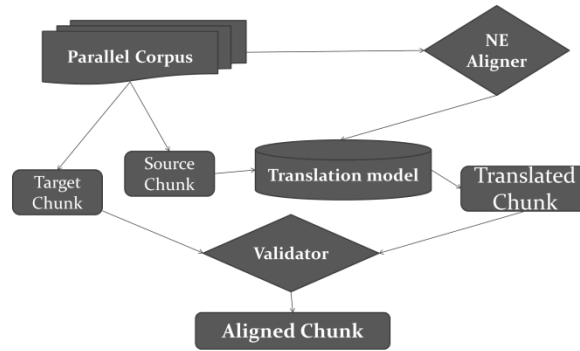 Parallel Corpus
NE
Aligner
Target
Chunk
Source
Chunk
Translation model
Translated
Chunk
Validator
Aligned Chunk